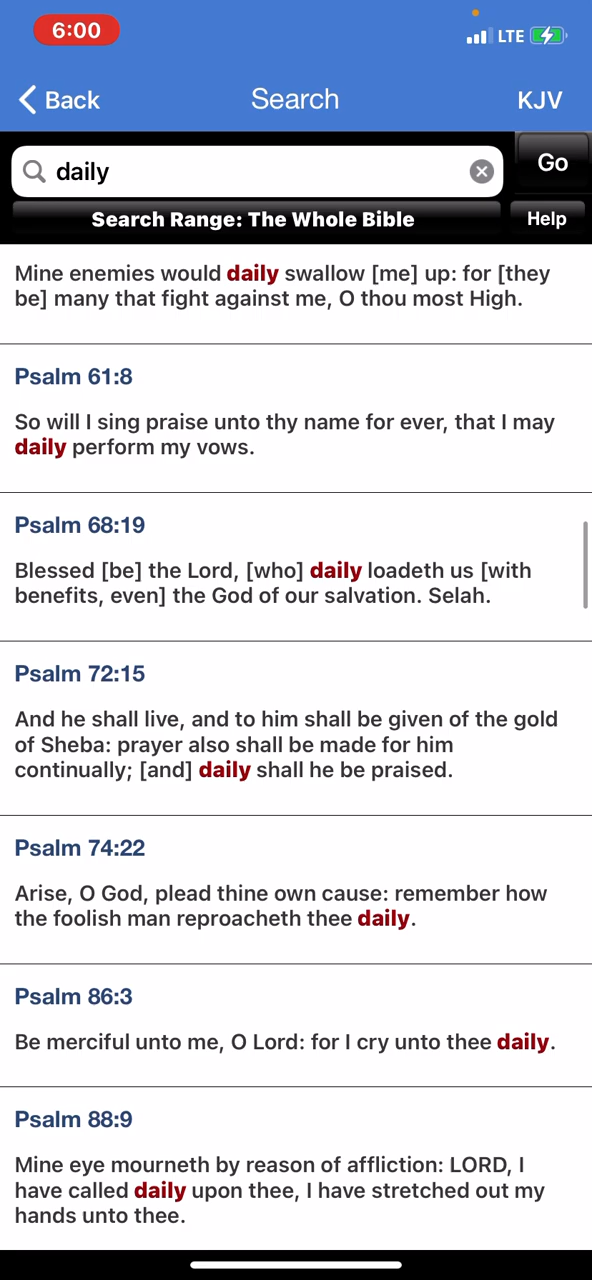 6:00
LTE
Back
Search
KJV
daily
Go
Search Range: The Whole Bible
Help
Mine enemies would daily swallow [me] up: for [they
be] many that fight against me, O thou most High.
Psalm 61:8
So will I sing praise unto thy name for ever, that I may
daily perform my vows.
Psalm 68:19
Blessed [be] the Lord, [who] daily loadeth us [with
benefits, even] the God of our salvation. Selah.
Psalm 72:15
And he shall live, and to him shall be given of the gold
of Sheba: prayer also shall be made for him
continually; [and] daily shall he be praised.
Psalm 74:22
Arise, O God, plead thine own cause: remember how
the foolish man reproacheth thee daily.
Psalm 86:3
Be merciful unto me, O Lord: for I cry unto thee daily.
Psalm 88:9
Mine eye mourneth by reason of affliction: LORD, I
have called daily upon thee, I have stretched out my
hands unto thee.